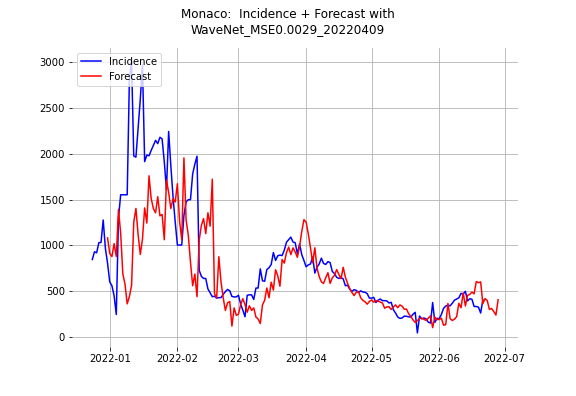 Monaco:  Incidence + Forecast with
WaveNet_MSE0.0029_20220409
Incidence
Forecast
3000
2500
2000
1500
1000
500
0
2022-01 2022-02 2022-03 2022-04 2022-05 2022-06 2022-07